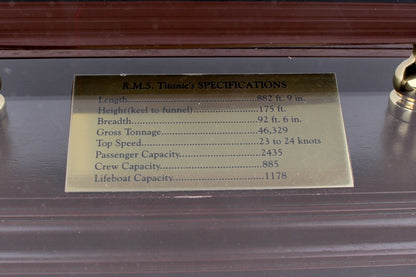 R.M.S. Titanic's SPECIFICATIONS
Length............................................882 ft. 9 in.
Height(keel to funnel)......................175 ft.
Breadth...........................................92 ft. 6 in.
Gross Tonnage.................................46,329
Top Speed.......................................23 to 24 knots
Passenger Capacity...........................2435
Crew Capacity..................................885
Lifeboat Capacity..............................1178